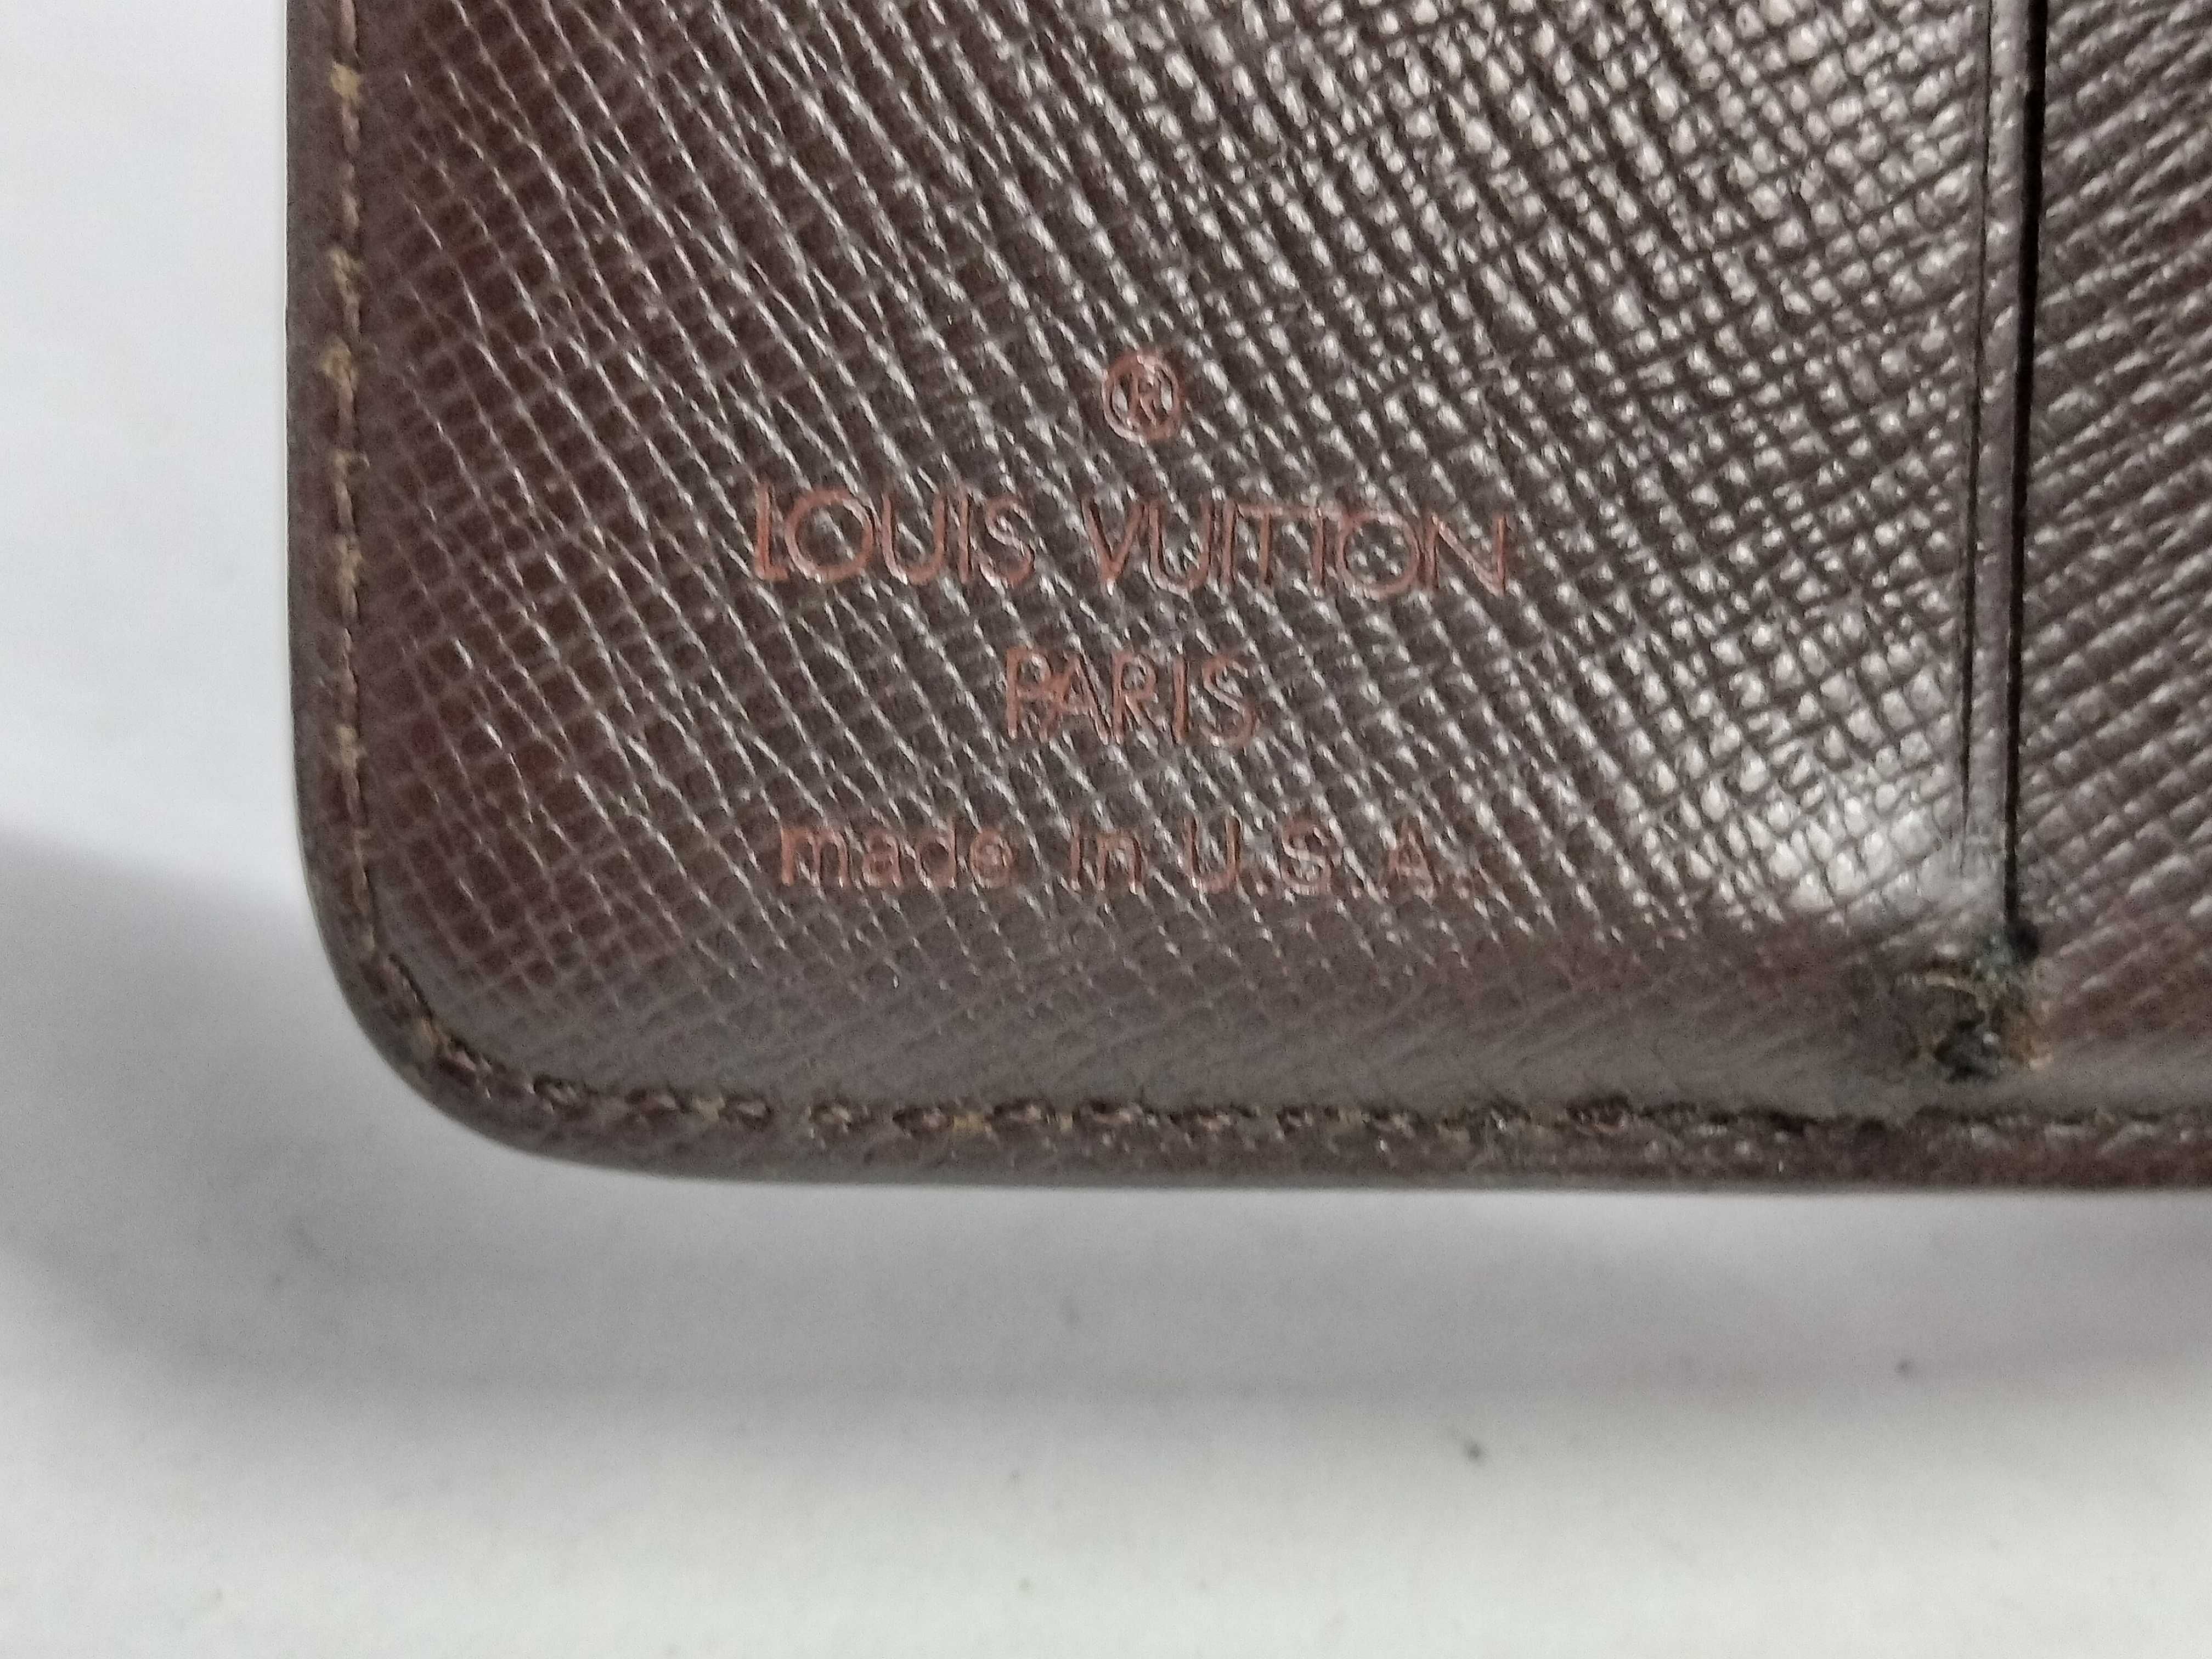 ®
LOUIS VUITTON
PARIS
made in U.S.A.